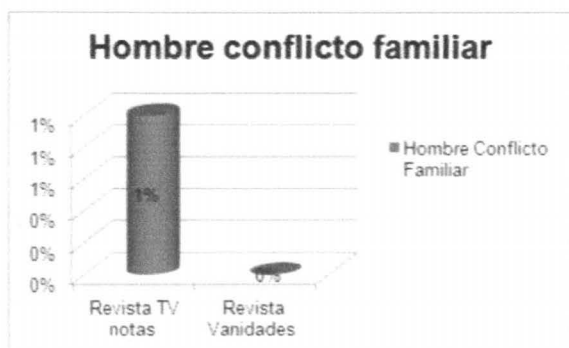 Hombre conflicto familiar
1%
1%
1%
0%
0%
0%
1%
0%
Revista TV
notas
Revista
Vanidades
Hombre Conflicto
Familiar